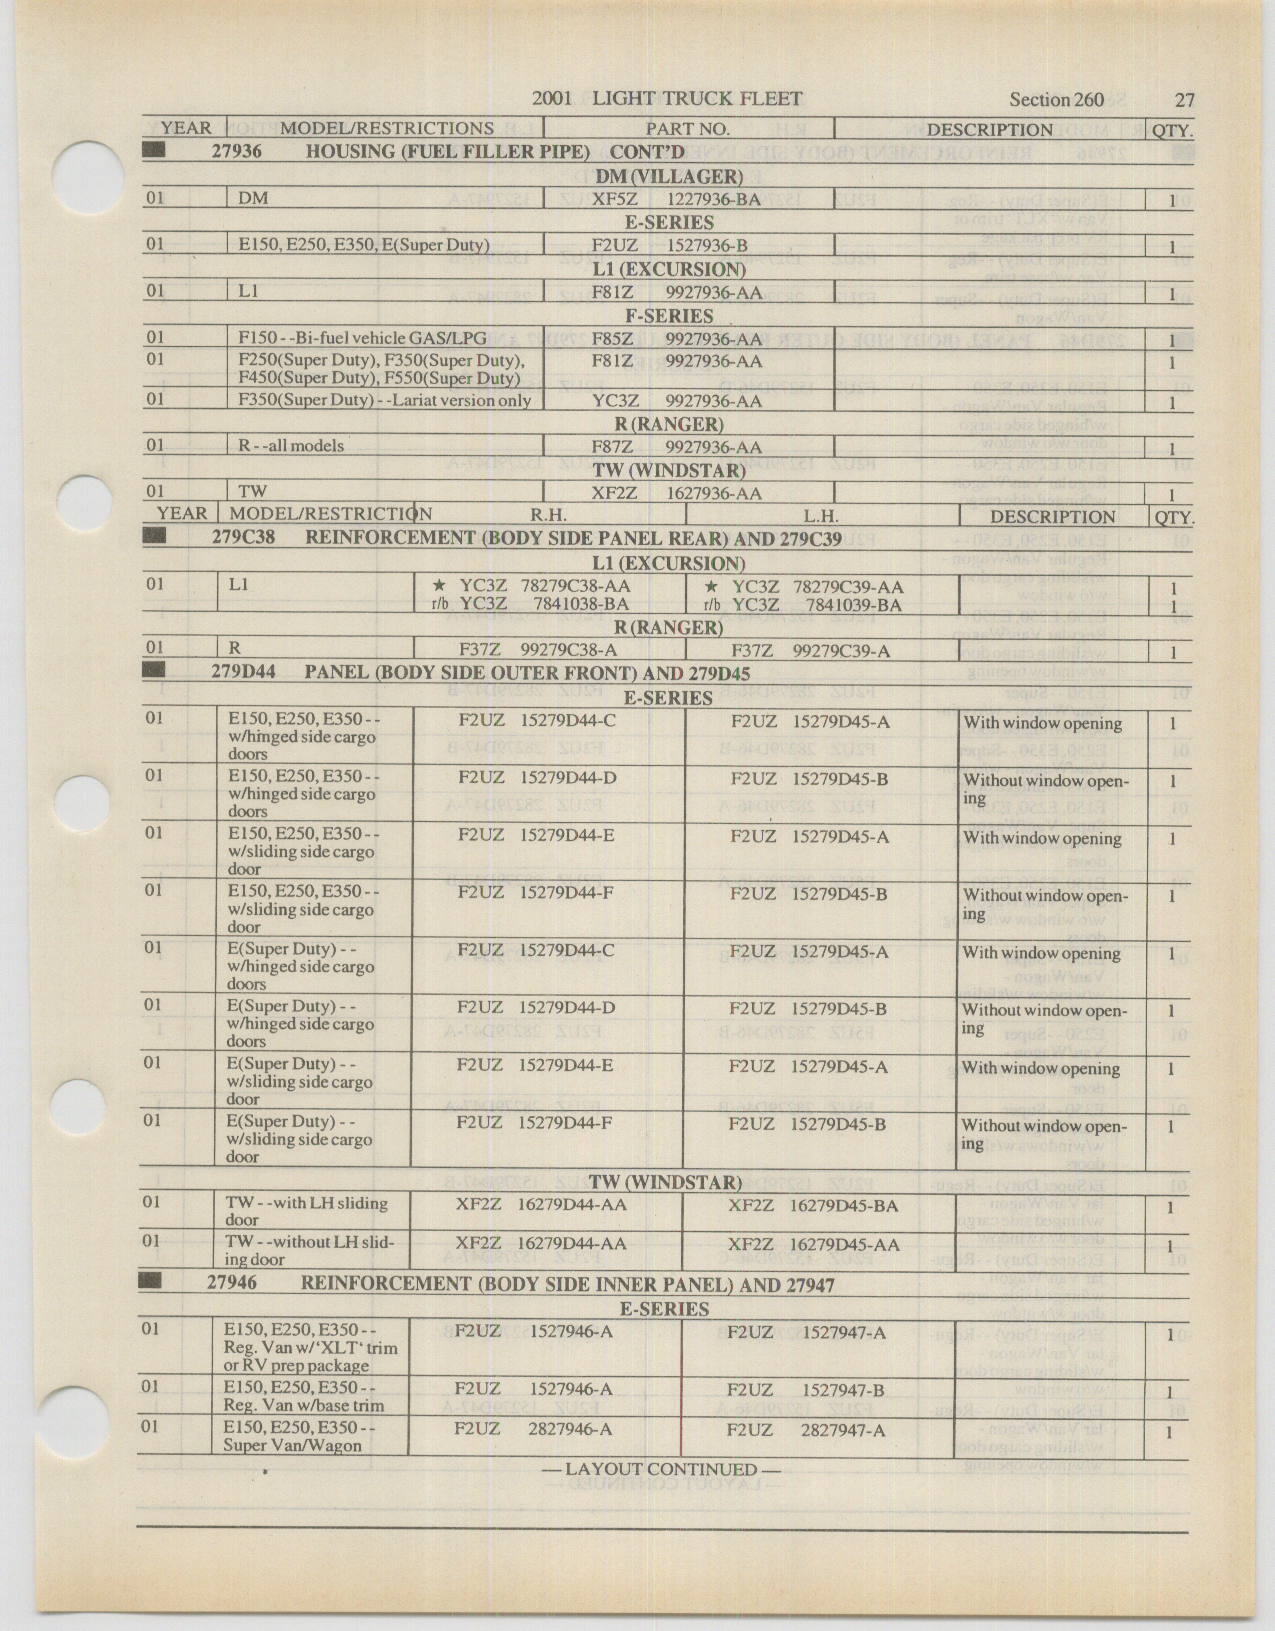 2001 LIGHT TRUCK FLEET Section 260 27
YEAR MODEL/RESTRICTIONS PART NO. DESCRIPTION QTY.
27936 HOUSING (FUEL FILLER PIPE) CONT'D
DM (VILLAGER)
01 DM XF5Z 1227936-BA 1
E-SERIES
01 E150, E250, E350, E(Super Duty) F2UZ 1527936-B 1
L1 (EXCURSION)
01 L1 F81Z 9927936-AA 1
F-SERIES
01 F150--Bi-fuel vehicle GAS/LPG F85Z 9927936-AA 1
01 F250(Super Duty), F350(Super Duty), F81Z 9927936-AA 1
F450(Super Duty), F550(Super Duty)
01 F350(Super Duty)--Lariat version only YC3Z 9927936-AA 1
R (RANGER)
01 R--all models F87Z 9927936-AA 1
TW (WINDSTAR)
01 TW XF2Z 1627936-AA 1
YEAR MODEL/RESTRICTION R.H. L.H. DESCRIPTION QTY.
279C38 REINFORCEMENT (BODY SIDE PANEL REAR) AND 279C39
L1 (EXCURSION)
01 L1 ★ YC3Z 78279C38-AA ★ YC3Z 78279C39-AA 1
r/b YC3Z 7841038-BA r/b YC3Z 7841039-BA 1
R (RANGER)
01 R F37Z 99279C38-A F37Z 99279C39-A 1
279D44 PANEL (BODY SIDE OUTER FRONT) AND 279D45
E-SERIES
01 E150, E250, E350-- F2UZ 15279D44-C F2UZ 15279D45-A With window opening 1
w/hinged side cargo
doors
01 E150, E250, E350-- F2UZ 15279D44-D F2UZ 15279D45-B Without window open- 1
w/hinged side cargo ing
doors
01 E150, E250, E350-- F2UZ 15279D44-E F2UZ 15279D45-A With window opening 1
w/sliding side cargo
door
01 E150, E250, E350-- F2UZ 15279D44-F F2UZ 15279D45-B Without window open- 1
w/sliding side cargo ing
door
01 E(Super Duty)-- F2UZ 15279D44-C F2UZ 15279D45-A With window opening 1
w/hinged side cargo
doors
01 E(Super Duty)-- F2UZ 15279D44-D F2UZ 15279D45-B Without window open- 1
w/hinged side cargo ing
doors
01 E(Super Duty)-- F2UZ 15279D44-E F2UZ 15279D45-A With window opening 1
w/sliding side cargo
door
01 E(Super Duty)-- F2UZ 15279D44-F F2UZ 15279D45-B Without window open- 1
w/sliding side cargo ing
door
TW (WINDSTAR)
01 TW--with LH sliding XF2Z 16279D44-AA XF2Z 16279D45-BA 1
door
01 TW--without LH slid- XF2Z 16279D44-AA XF2Z 16279D45-AA 1
ing door
27946 REINFORCEMENT (BODY SIDE INNER PANEL) AND 27947
E-SERIES
01 E150, E250, E350-- F2UZ 1527946-A F2UZ 1527947-A 1
Reg. Van w/‘XLT‘ trim
or RV prep package
01 E150, E250, E350-- F2UZ 1527946-A F2UZ 1527947-B 1
Reg. Van w/base trim
01 E150, E250, E350-- F2UZ 2827946-A F2UZ 2827947-A 1
Super Van/Wagon
— LAYOUT CONTINUED —